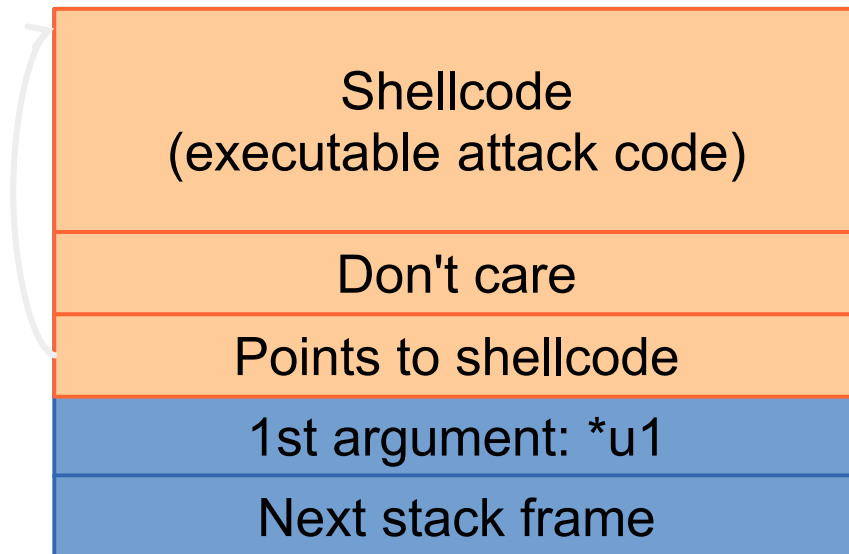 Shellcode
(executable attack code)
Don't care
Points to shellcode
1st argument: *u1
Next stack frame